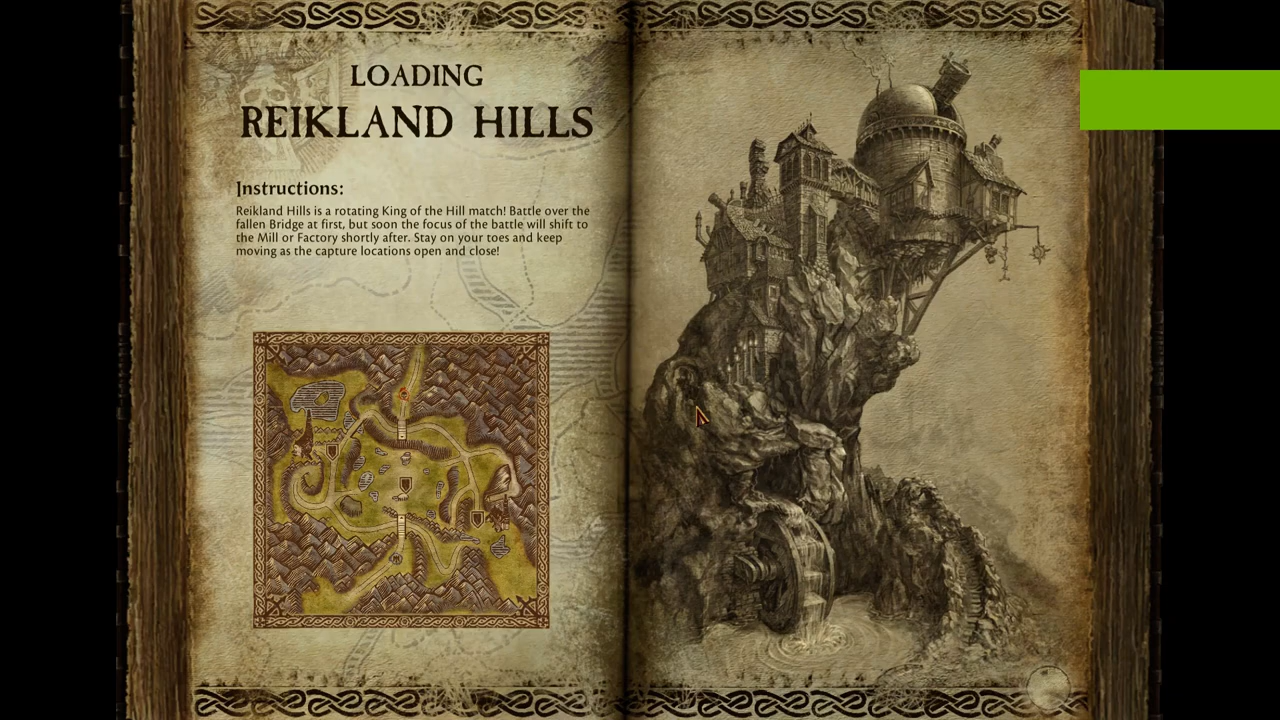 LOADING
REIKLAND HILLS
Instructions:
Reikland Hills is a rotating King of the Hill match! Battle over the
fallen Bridge at first, but soon the focus of the battle will shift to
the Mill or Factory shortly after. Stay on your toes and keep
moving as the capture locations open and close!